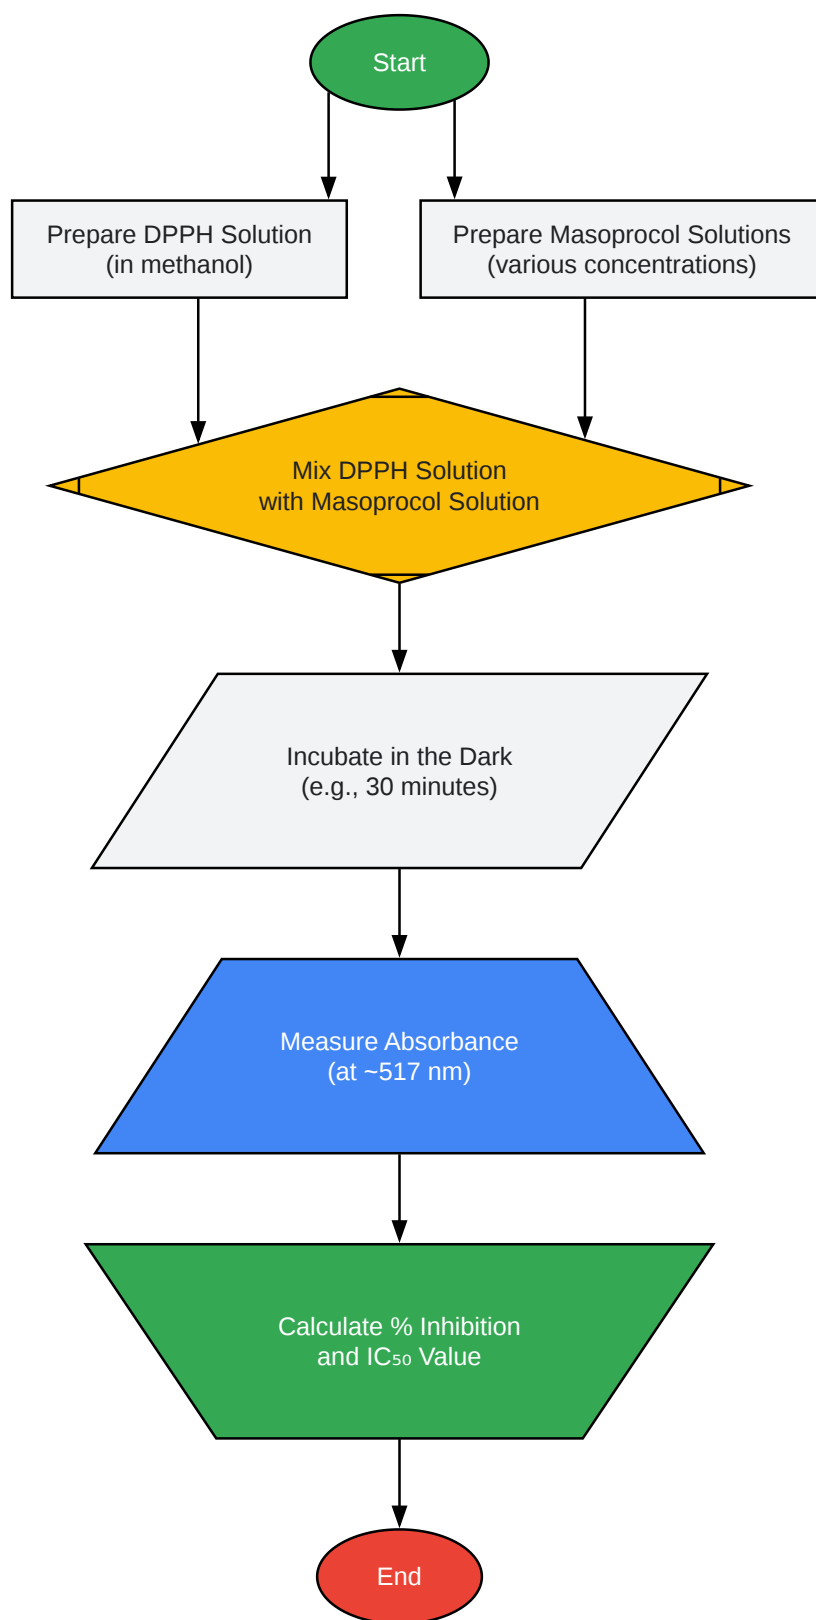 Start
Prepare DPPH Solution
(in methanol)
Prepare Masoprocol Solutions
(various concentrations)
Mix DPPH Solution
with Masoprocol Solution
Incubate in the Dark
(e.g., 30 minutes)
Measure Absorbance
(at ~517 nm)
Calculate % Inhibition
and IC₅₀ Value
End